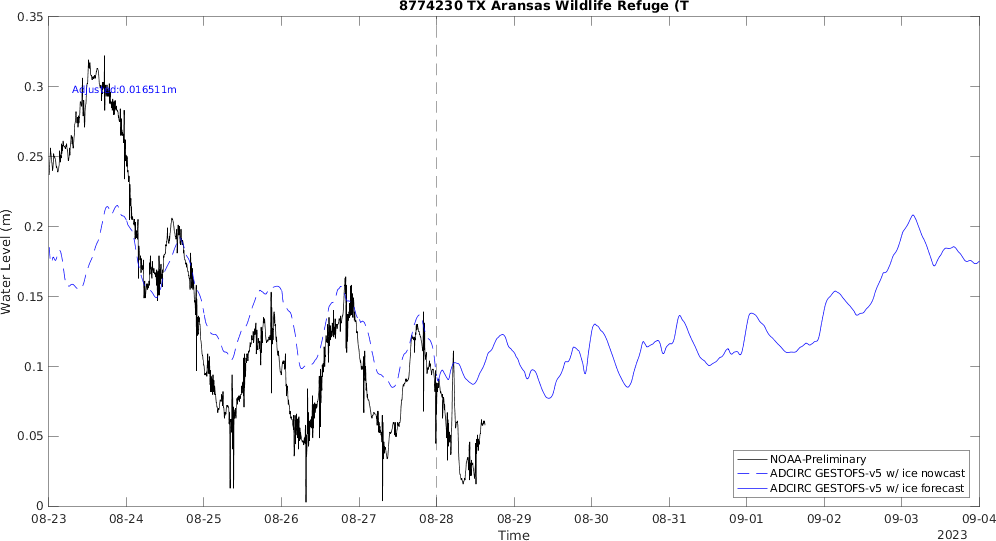 8774230 TX Aransas Wildlife Refuge (T
0.35
0.3
0.25
0.2
0.15
0.1
0.05
0
Water Level (m)
Adjusted:0.016511m
NOAA-Preliminary
ADCIRC GESTOFS-v5 w/ ice nowcast
ADCIRC GESTOFS-v5 w/ ice forecast
08-23 08-24 08-25 08-26 08-27 08-28 08-29 08-30 08-31 09-01 09-02 09-03 09-04
Time
2023